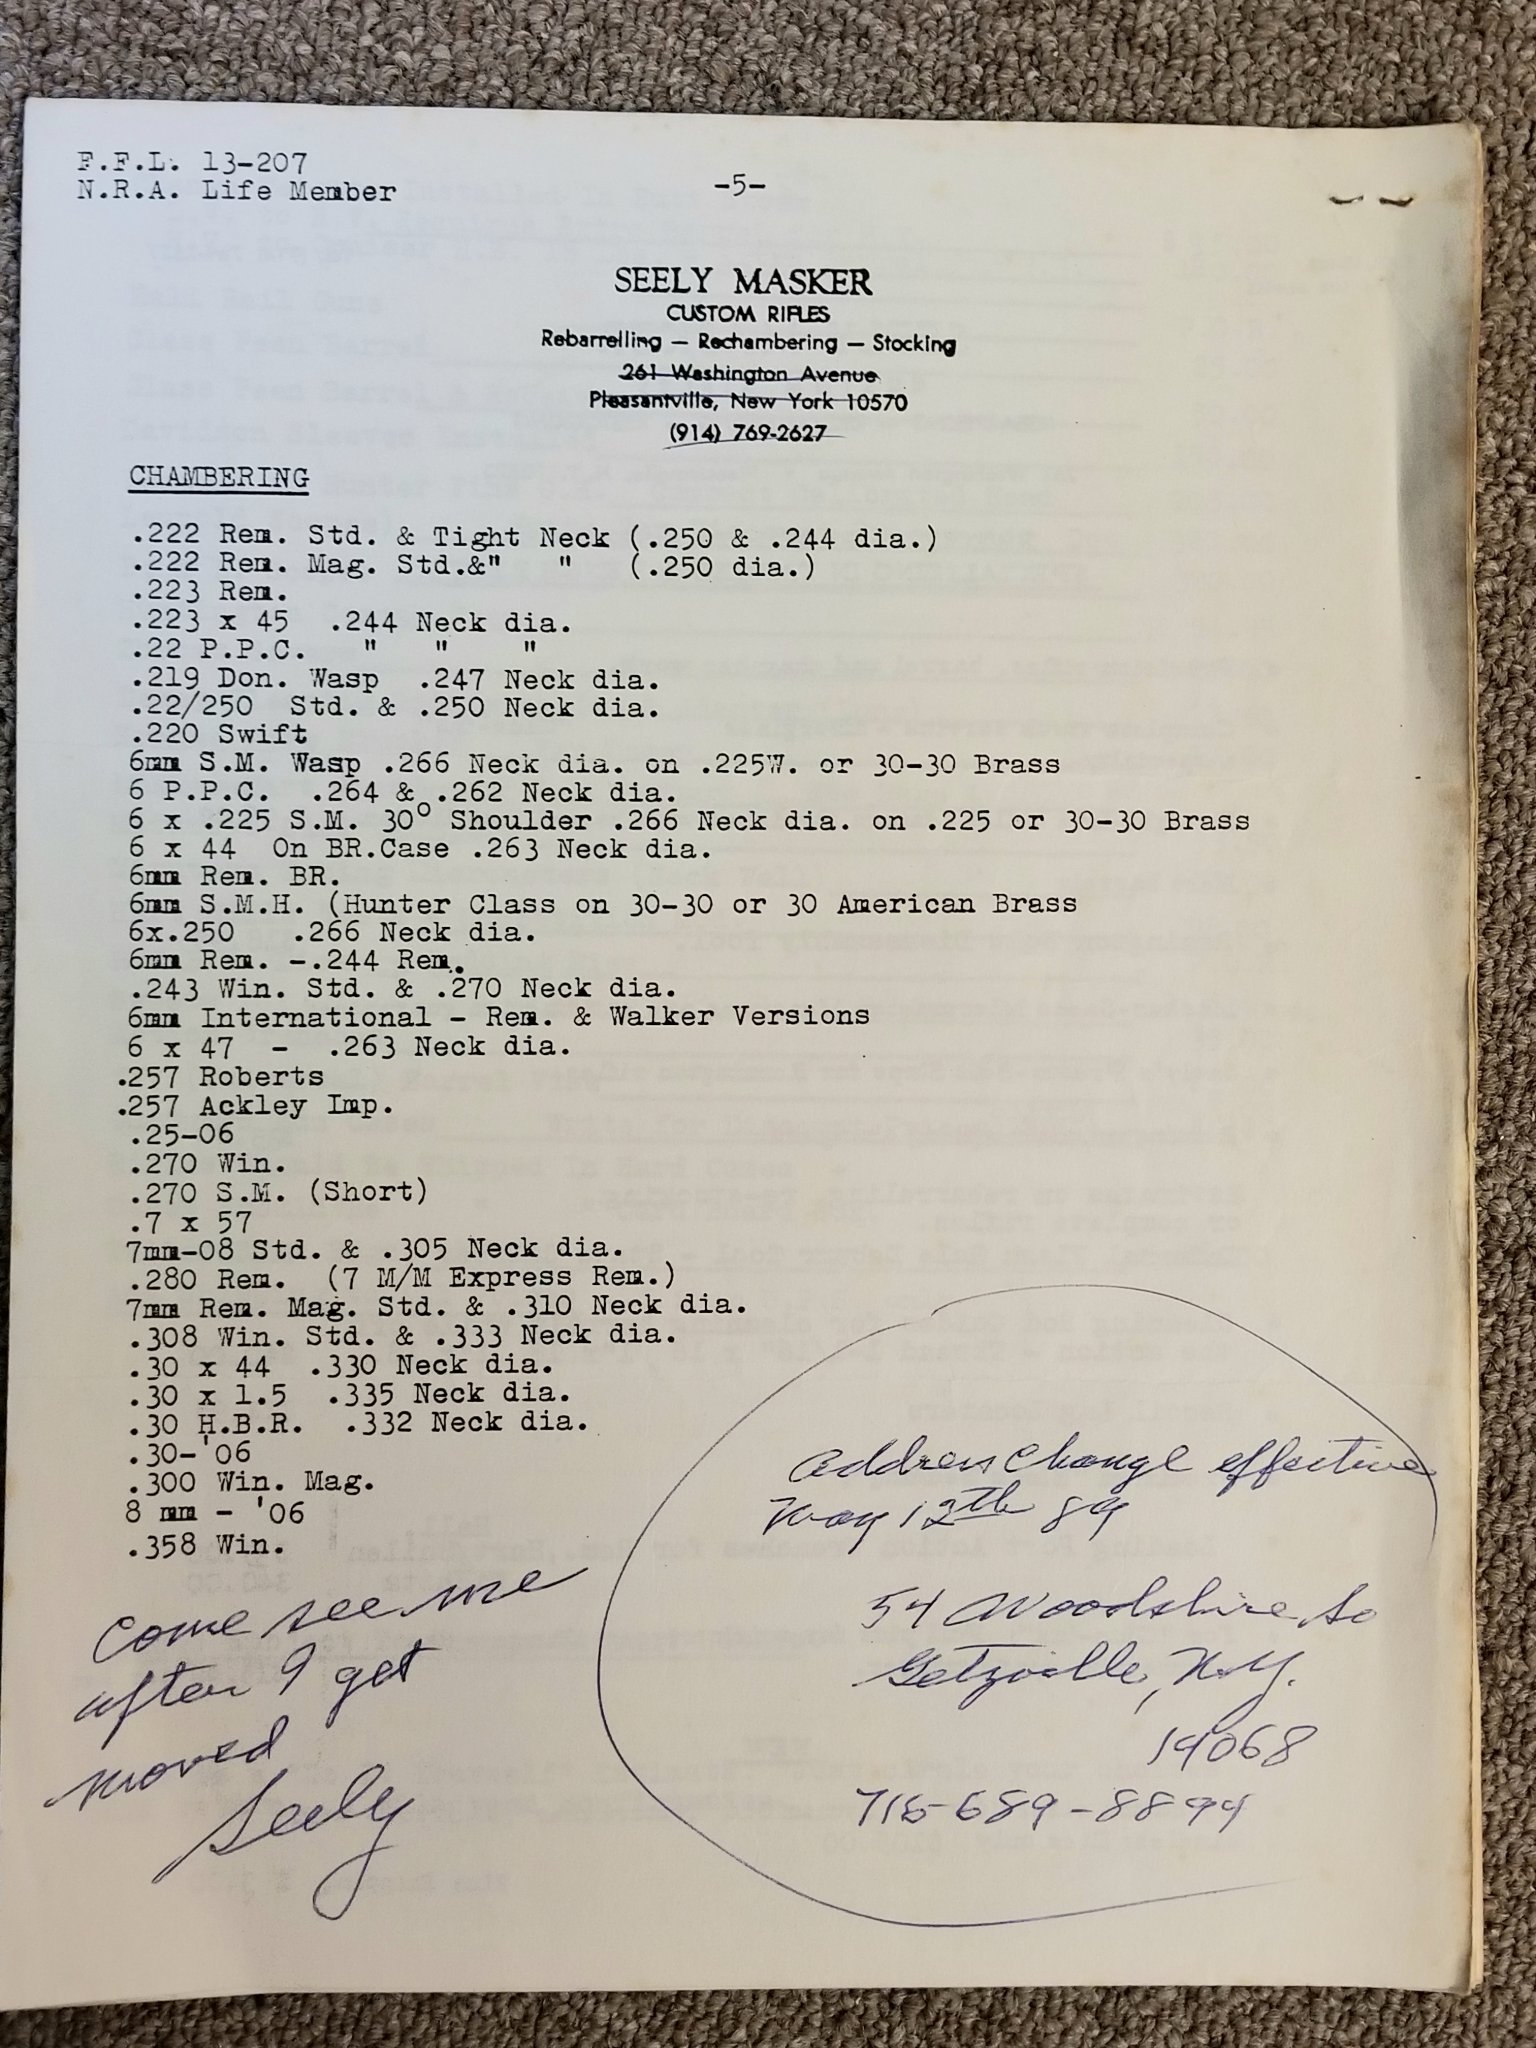 F.F.L. 13-207
N.R.A. Life Member
-5-
SEELY MASKER
CUSTOM RIFLES
Rebarrelling — Rechambering — Stocking
261 Washington Avenue
Pleasantville, New York 10570
(914) 769-2627
CHAMBERING
.222 Rem. Std. & Tight Neck (.250 & .244 dia.)
.222 Rem. Mag. Std.&" " (.250 dia.)
.223 Rem.
.223 x 45 .244 Neck dia.
.22 P.P.C. " " "
.219 Don. Wasp .247 Neck dia.
.22/250 Std. & .250 Neck dia.
.220 Swift
6mm S.M. Wasp .266 Neck dia. on .225W. or 30-30 Brass
6 P.P.C. .264 & .262 Neck dia.
6 x .225 S.M. 30° Shoulder .266 Neck dia. on .225 or 30-30 Brass
6 x 44 On BR.Case .263 Neck dia.
6mm Rem. BR.
6mm S.M.H. (Hunter Class on 30-30 or 30 American Brass
6x.250 .266 Neck dia.
6mm Rem. -.244 Rem.
.243 Win. Std. & .270 Neck dia.
6mm International - Rem. & Walker Versions
6 x 47 - .263 Neck dia.
.257 Roberts
.257 Ackley Imp.
.25-06
.270 Win.
.270 S.M. (Short)
.7 x 57
7mm-08 Std. & .305 Neck dia.
.280 Rem. (7 M/M Express Rem.)
7mm Rem. Mag. Std. & .310 Neck dia.
.308 Win. Std. & .333 Neck dia.
.30 x 44 .330 Neck dia.
.30 x 1.5 .335 Neck dia.
.30 H.B.R. .332 Neck dia.
.30-'06
.300 Win. Mag.
8 mm - '06
.358 Win.
come see me
after I get
moved
Seely
Address Change effective
May 12th 89
54 Woodshire So
Getzville, N.Y.
14068
716-689-8894